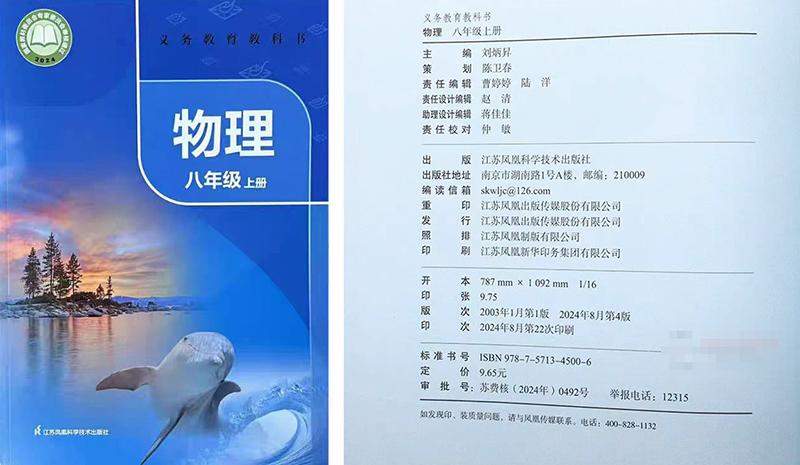 2024
义务教育教科书
物理
八年级 上册
江苏凤凰科学技术出版社
义务教育教科书
物理 八年级上册
主 编 刘炳昇
策 划 陈卫春
责任编辑 曹婷婷 陆 洋
责任设计编辑 赵 清
助理设计编辑 蒋佳佳
责任校对 仲 敏
出 版 江苏凤凰科学技术出版社
出版社地址 南京市湖南路1号A楼，邮编：210009
编读信箱 skwljc@126.com
重 印 江苏凤凰出版传媒股份有限公司
发 行 江苏凤凰出版传媒股份有限公司
照 排 江苏凤凰制版有限公司
印 刷 江苏凤凰新华印务集团有限公司
开 本 787 mm × 1 092 mm 1/16
印 张 9.75
版 次 2003年1月第1版 2024年8月第4版
印 次 2024年8月第22次印刷
标准书号 ISBN 978-7-5713-4500-6
定 价 9.65元
审 批 号：苏费核（2024年）0492号 举报电话：12315
如发现印、装质量问题，请与凤凰传媒联系。电话：400-828-1132